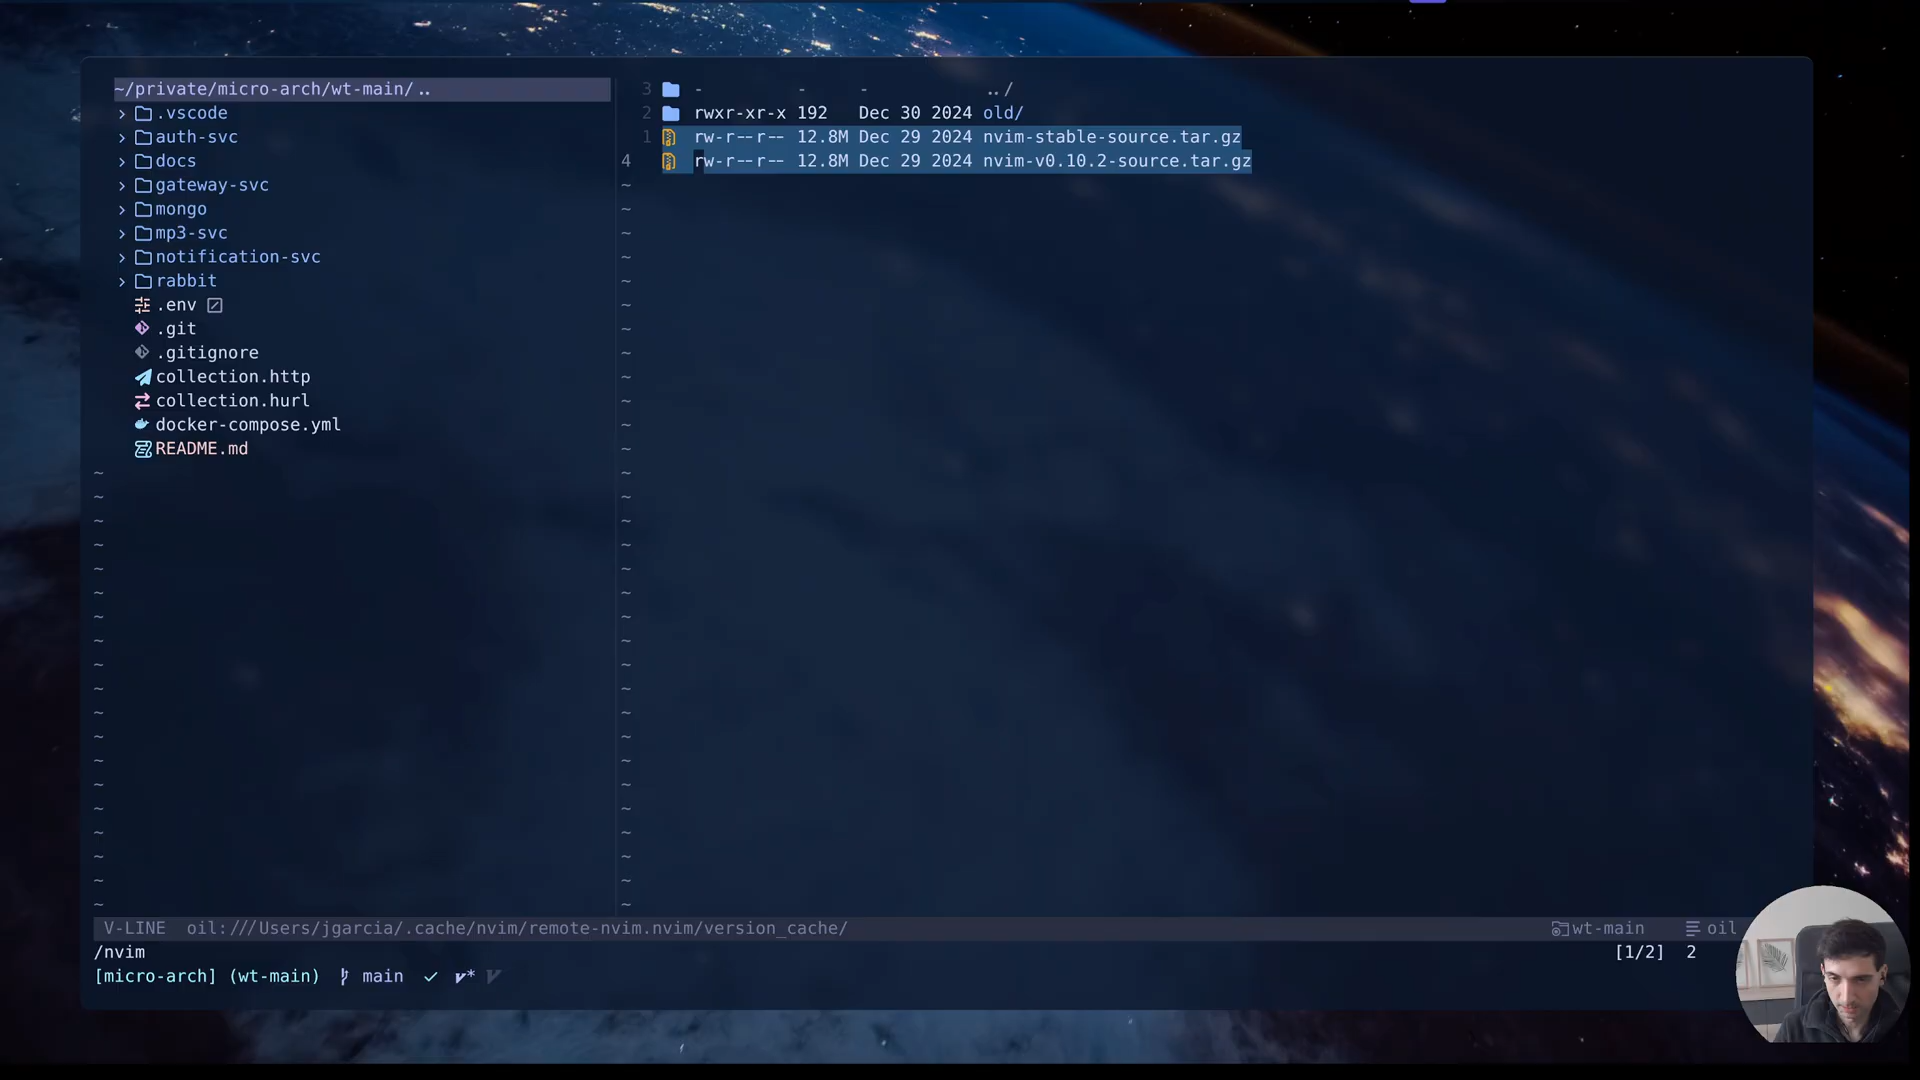 ~/private/micro-arch/wt-main/..
.vscode
auth-svc
docs
gateway-svc
mongo
mp3-svc
notification-svc
rabbit
.env
.git
.gitignore
collection.http
collection.hurl
docker-compose.yml
README.md
3 - - - ../
2 rwxr-xr-x 192 Dec 30 2024 old/
1 rw-r--r-- 12.8M Dec 29 2024 nvim-stable-source.tar.gz
4 rw-r--r-- 12.8M Dec 29 2024 nvim-v0.10.2-source.tar.gz
V-LINE oil:///Users/jgarcia/.cache/nvim/remote-nvim.nvim/version_cache/ wt-main oil
/nvim [1/2] 2
[micro-arch] (wt-main) main ✓ v* v